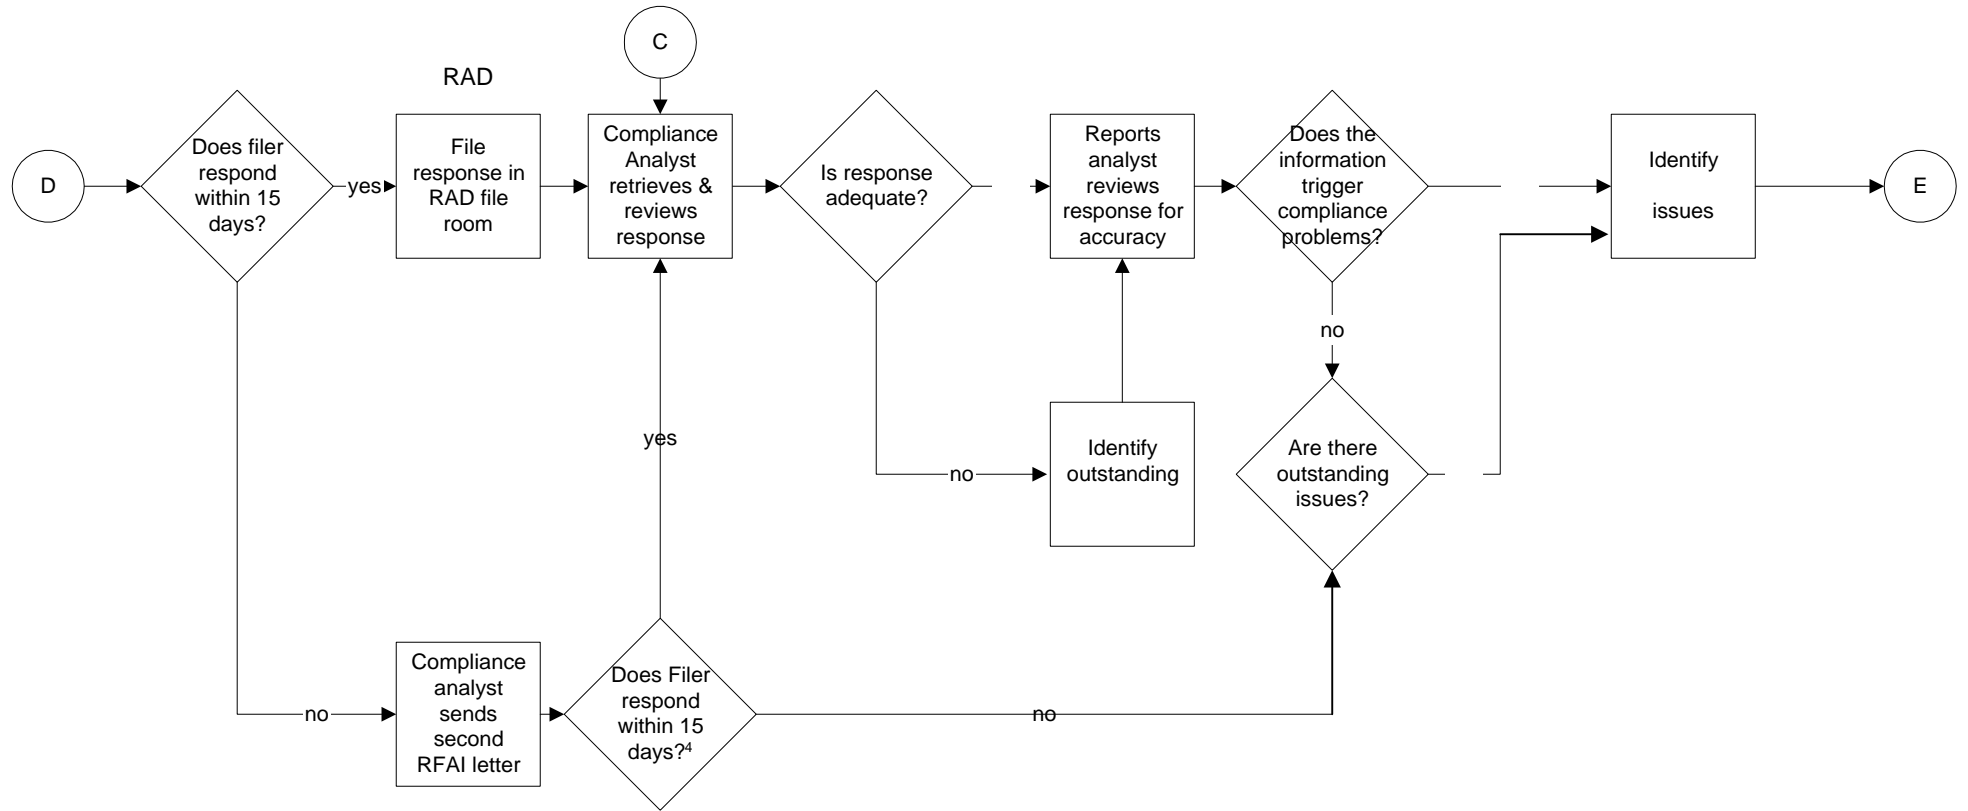 C
RAD
D
Does filer
respond
within 15
days?
yes
File
response in
RAD file
room
Compliance
Analyst
retrieves &
reviews
response
Is response
adequate?
Reports
analyst
reviews
response for
accuracy
Does the
information
trigger
compliance
problems?
Identify
issues
E
no
yes
no
Identify
outstanding
Are there
outstanding
issues?
no
Compliance
analyst
sends
second
RFAI letter
Does Filer
respond
within 15
days?⁴
no